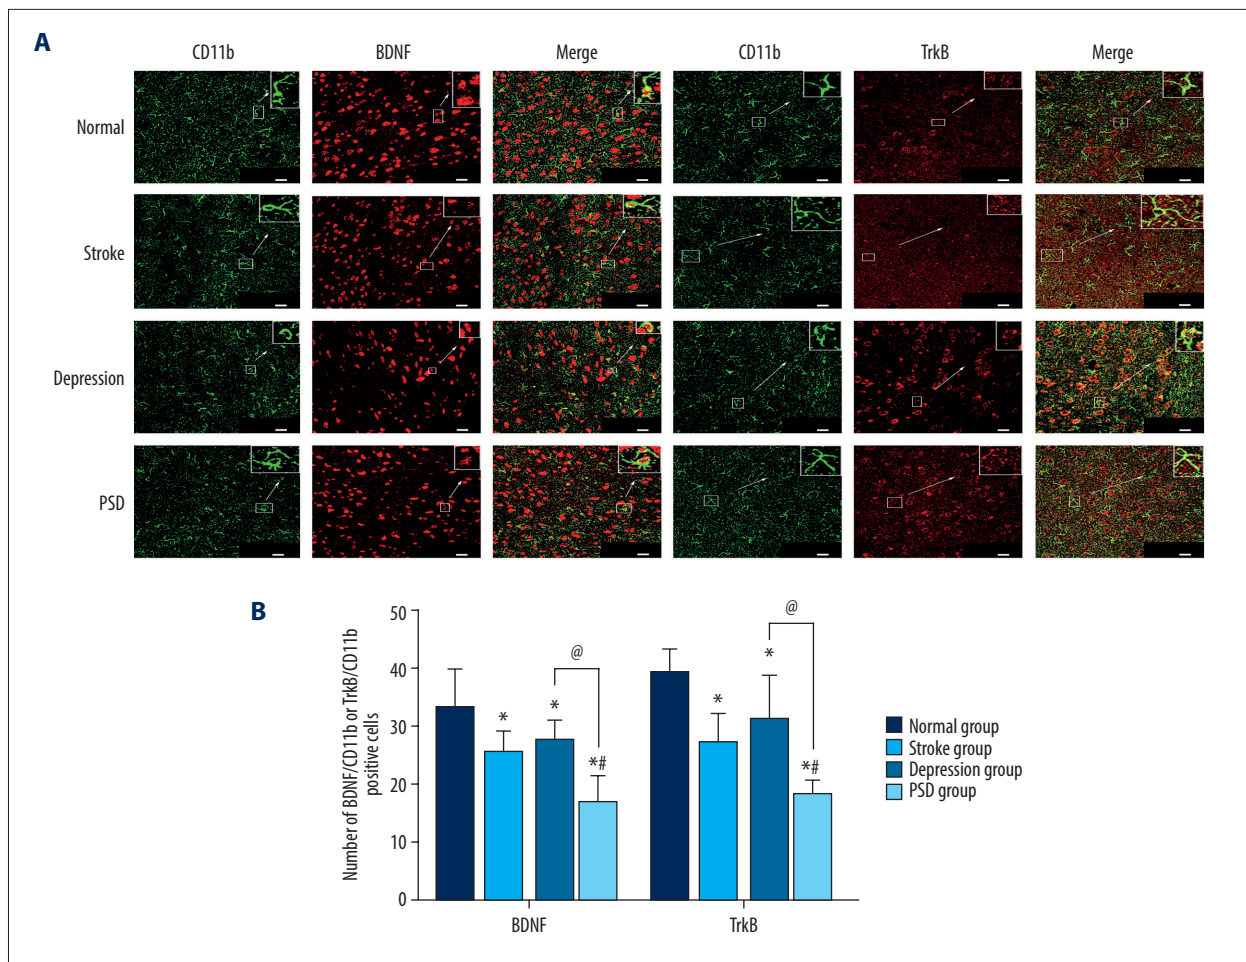 A
CD11b BDNF Merge CD11b TrkB Merge
Normal
Stroke
Depression
PSD
B
Number of BDNF/CD11b or TrkB/CD11b
positive cells
50
40
30
20
10
0
* * @ *#
* * @ *#
BDNF TrkB
Normal group
Stroke group
Depression group
PSD group